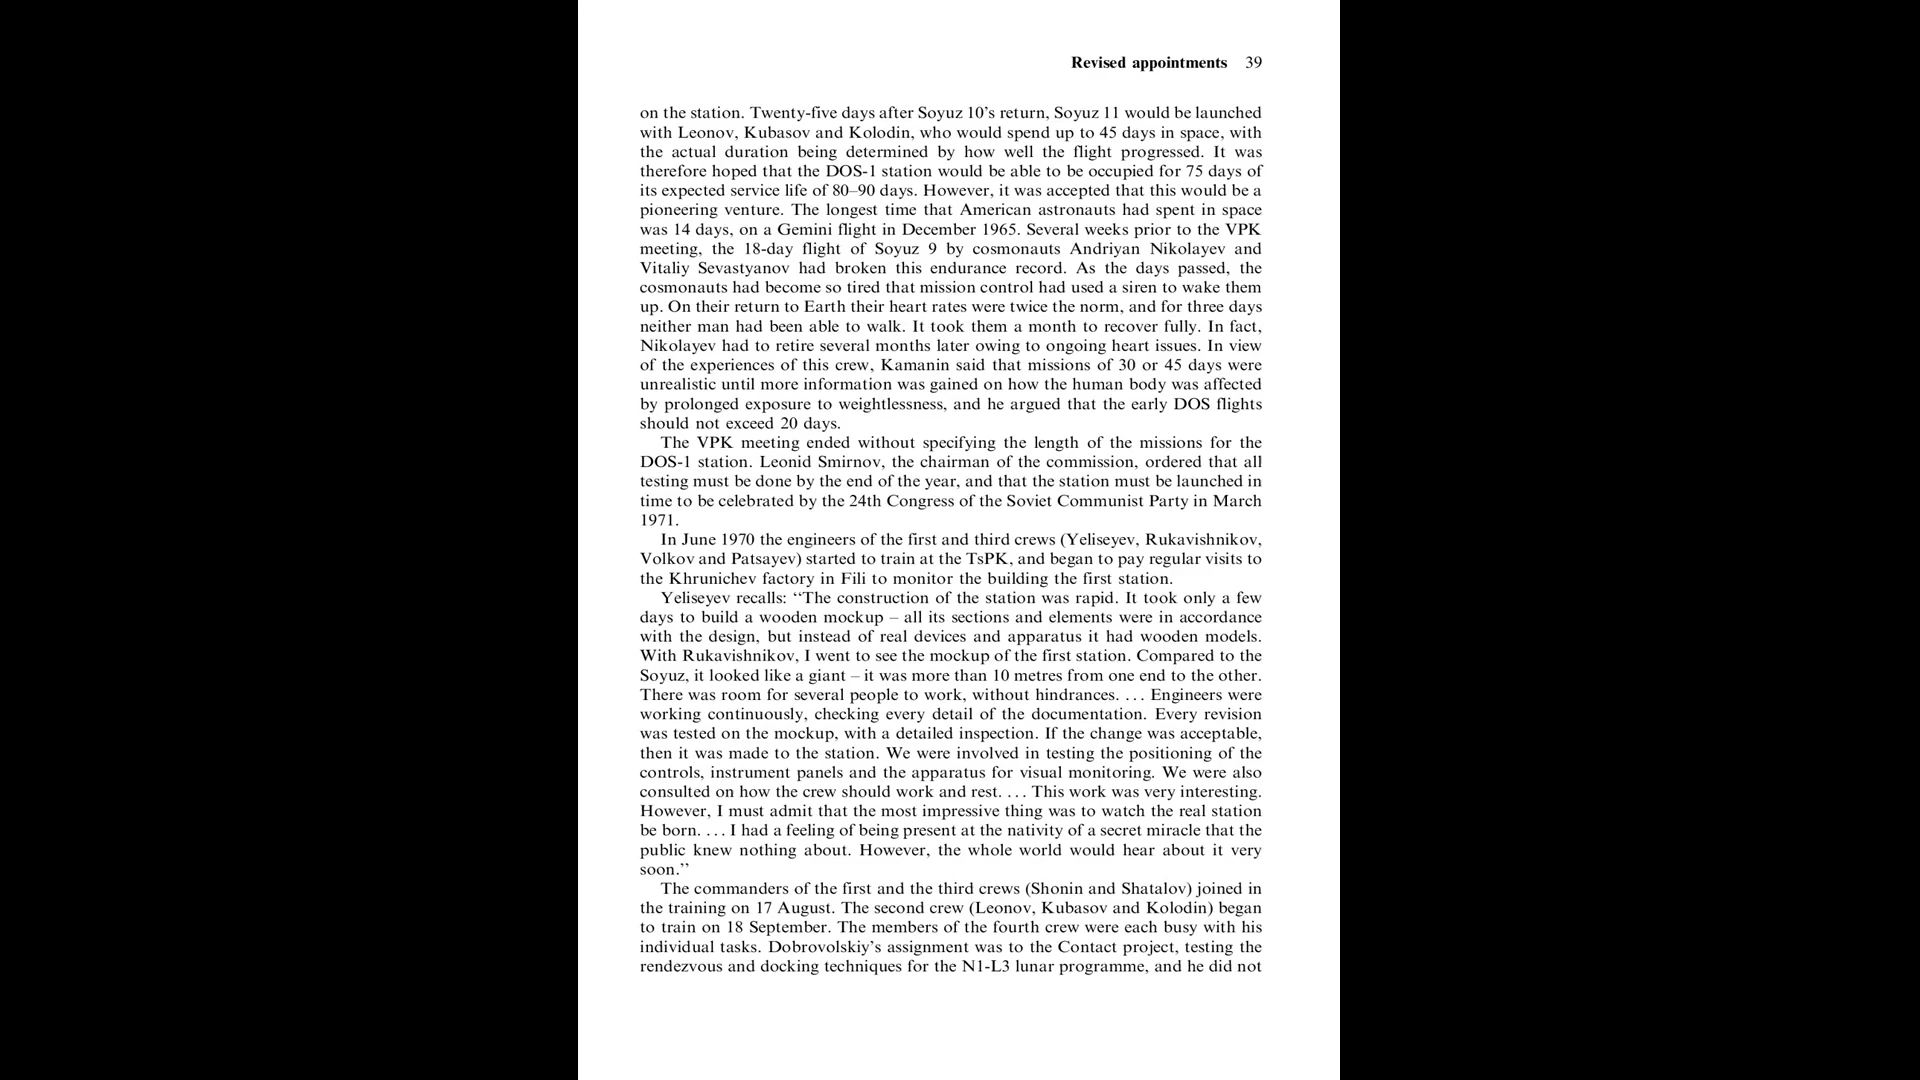 Revised appointments 39
on the station. Twenty-five days after Soyuz 10’s return, Soyuz 11 would be launched
with Leonov, Kubasov and Kolodin, who would spend up to 45 days in space, with
the actual duration being determined by how well the flight progressed. It was
therefore hoped that the DOS-1 station would be able to be occupied for 75 days of
its expected service life of 80–90 days. However, it was accepted that this would be a
pioneering venture. The longest time that American astronauts had spent in space
was 14 days, on a Gemini flight in December 1965. Several weeks prior to the VPK
meeting, the 18-day flight of Soyuz 9 by cosmonauts Andriyan Nikolayev and
Vitaliy Sevastyanov had broken this endurance record. As the days passed, the
cosmonauts had become so tired that mission control had used a siren to wake them
up. On their return to Earth their heart rates were twice the norm, and for three days
neither man had been able to walk. It took them a month to recover fully. In fact,
Nikolayev had to retire several months later owing to ongoing heart issues. In view
of the experiences of this crew, Kamanin said that missions of 30 or 45 days were
unrealistic until more information was gained on how the human body was affected
by prolonged exposure to weightlessness, and he argued that the early DOS flights
should not exceed 20 days.
The VPK meeting ended without specifying the length of the missions for the
DOS-1 station. Leonid Smirnov, the chairman of the commission, ordered that all
testing must be done by the end of the year, and that the station must be launched in
time to be celebrated by the 24th Congress of the Soviet Communist Party in March
1971.
In June 1970 the engineers of the first and third crews (Yeliseyev, Rukavishnikov,
Volkov and Patsayev) started to train at the TsPK, and began to pay regular visits to
the Khrunichev factory in Fili to monitor the building the first station.
Yeliseyev recalls: ‘‘The construction of the station was rapid. It took only a few
days to build a wooden mockup – all its sections and elements were in accordance
with the design, but instead of real devices and apparatus it had wooden models.
With Rukavishnikov, I went to see the mockup of the first station. Compared to the
Soyuz, it looked like a giant – it was more than 10 metres from one end to the other.
There was room for several people to work, without hindrances. . . . Engineers were
working continuously, checking every detail of the documentation. Every revision
was tested on the mockup, with a detailed inspection. If the change was acceptable,
then it was made to the station. We were involved in testing the positioning of the
controls, instrument panels and the apparatus for visual monitoring. We were also
consulted on how the crew should work and rest. . . . This work was very interesting.
However, I must admit that the most impressive thing was to watch the real station
be born. . . . I had a feeling of being present at the nativity of a secret miracle that the
public knew nothing about. However, the whole world would hear about it very
soon.’’
The commanders of the first and the third crews (Shonin and Shatalov) joined in
the training on 17 August. The second crew (Leonov, Kubasov and Kolodin) began
to train on 18 September. The members of the fourth crew were each busy with his
individual tasks. Dobrovolskiy’s assignment was to the Contact project, testing the
rendezvous and docking techniques for the N1-L3 lunar programme, and he did not